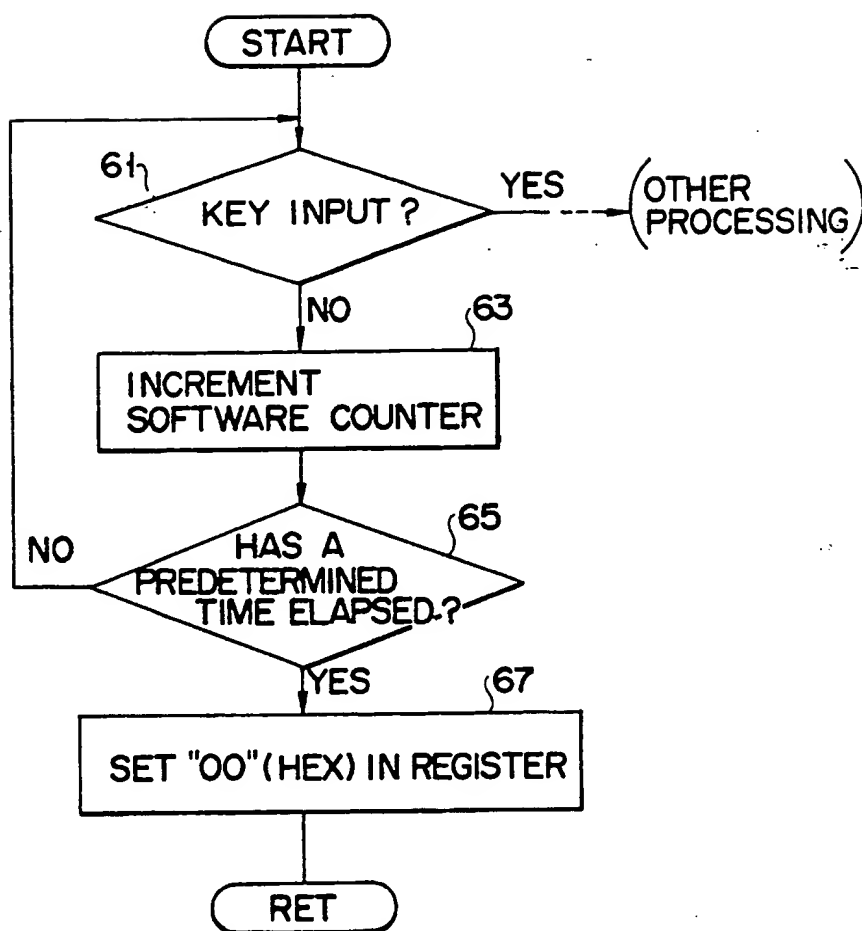 START
61
KEY INPUT?
YES
(OTHER
PROCESSING)
NO
63
INCREMENT
SOFTWARE COUNTER
65
NO
HAS A
PREDETERMINED
TIME ELAPSED.?
YES
67
SET "00" (HEX) IN REGISTER
RET